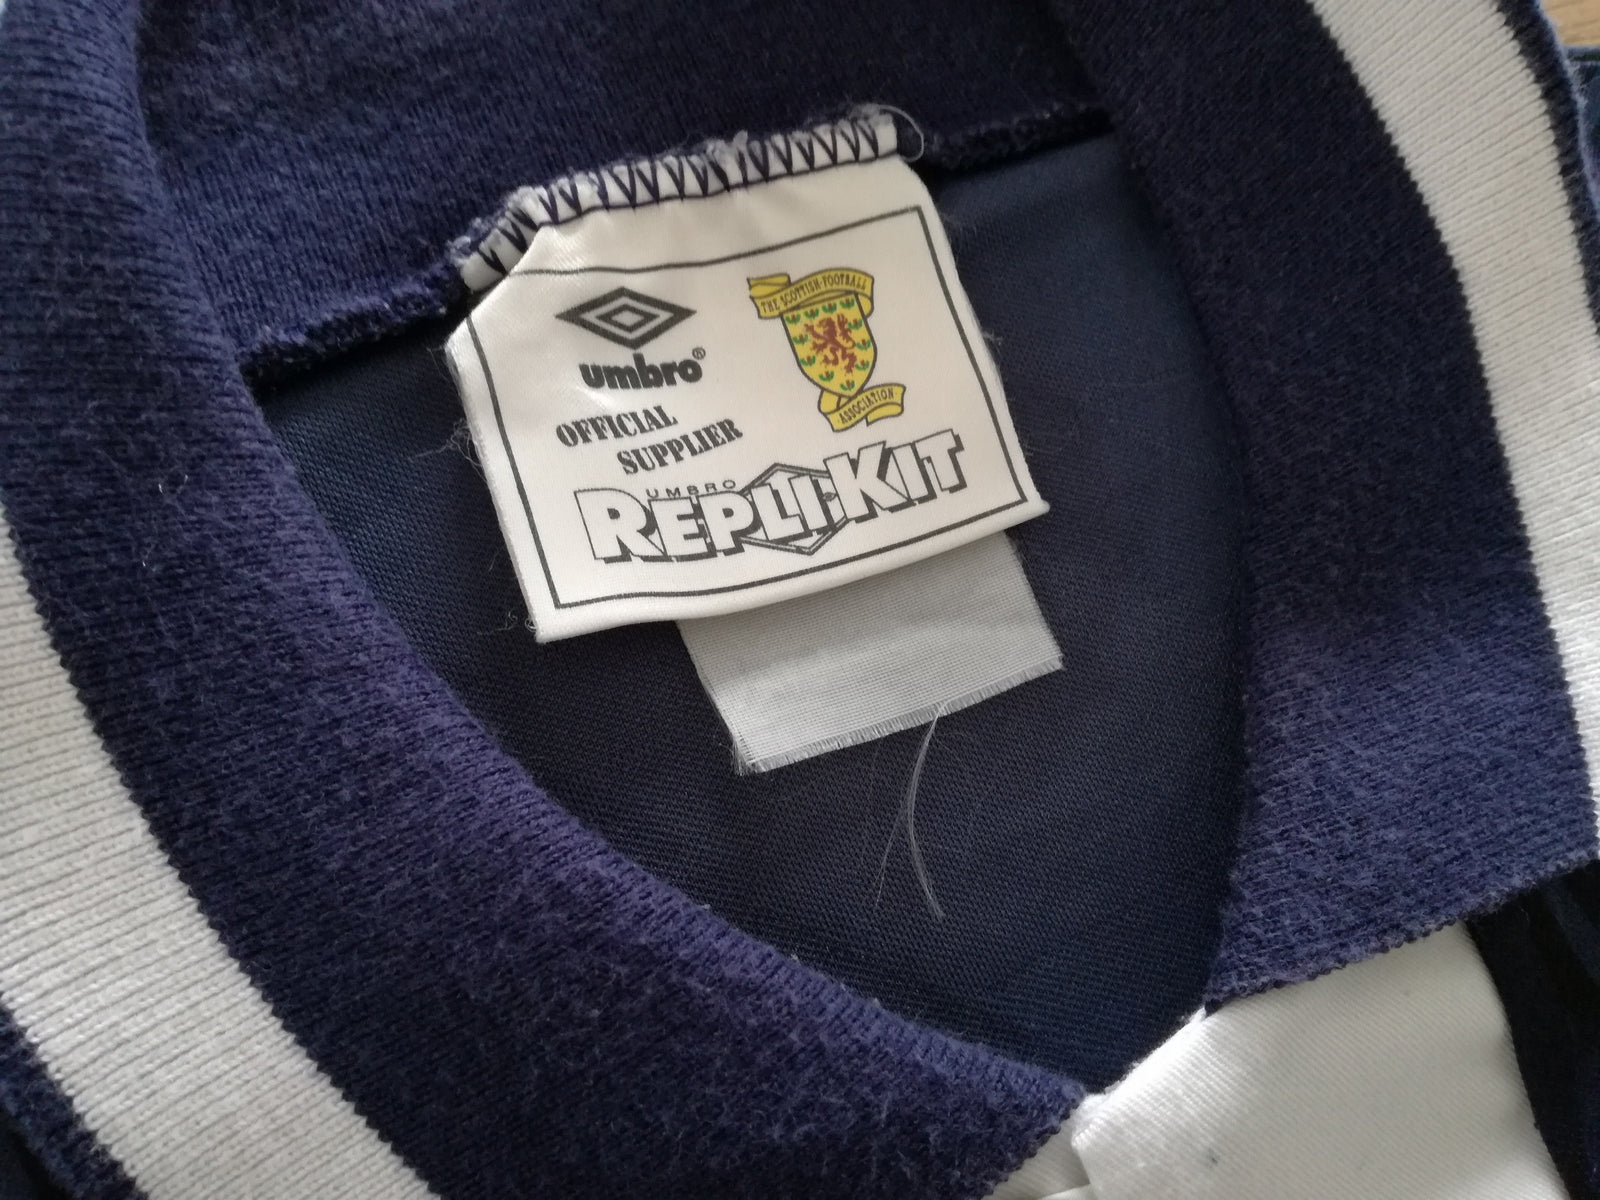 umbro®
OFFICIAL
SUPPLIER
THE SCOTTISH FOOTBALL
ASSOCIATION
UMBRO
REPLI-KIT